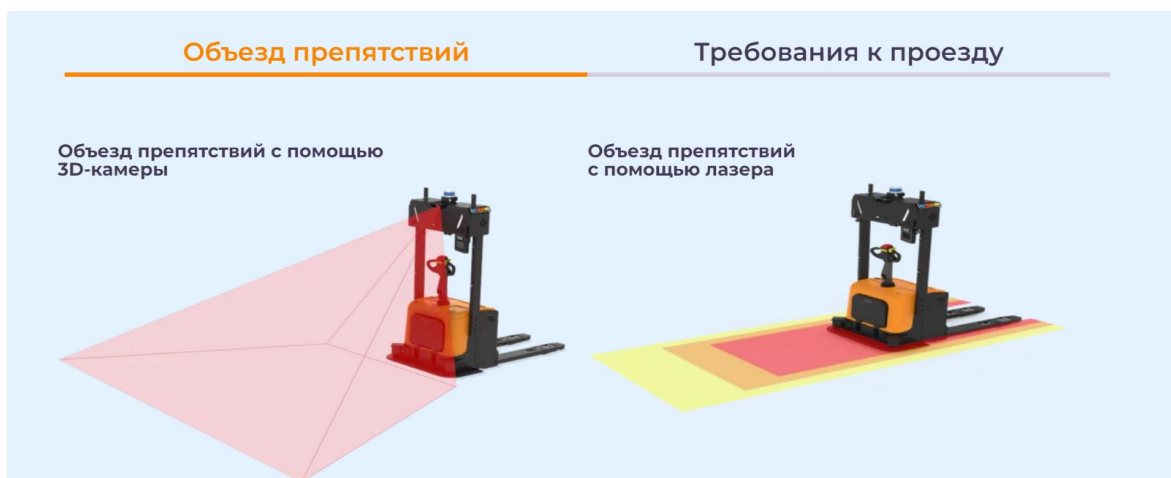 Объезд препятствий
Требования к проезду
Объезд препятствий с помощью
3D-камеры
Объезд препятствий
с помощью лазера